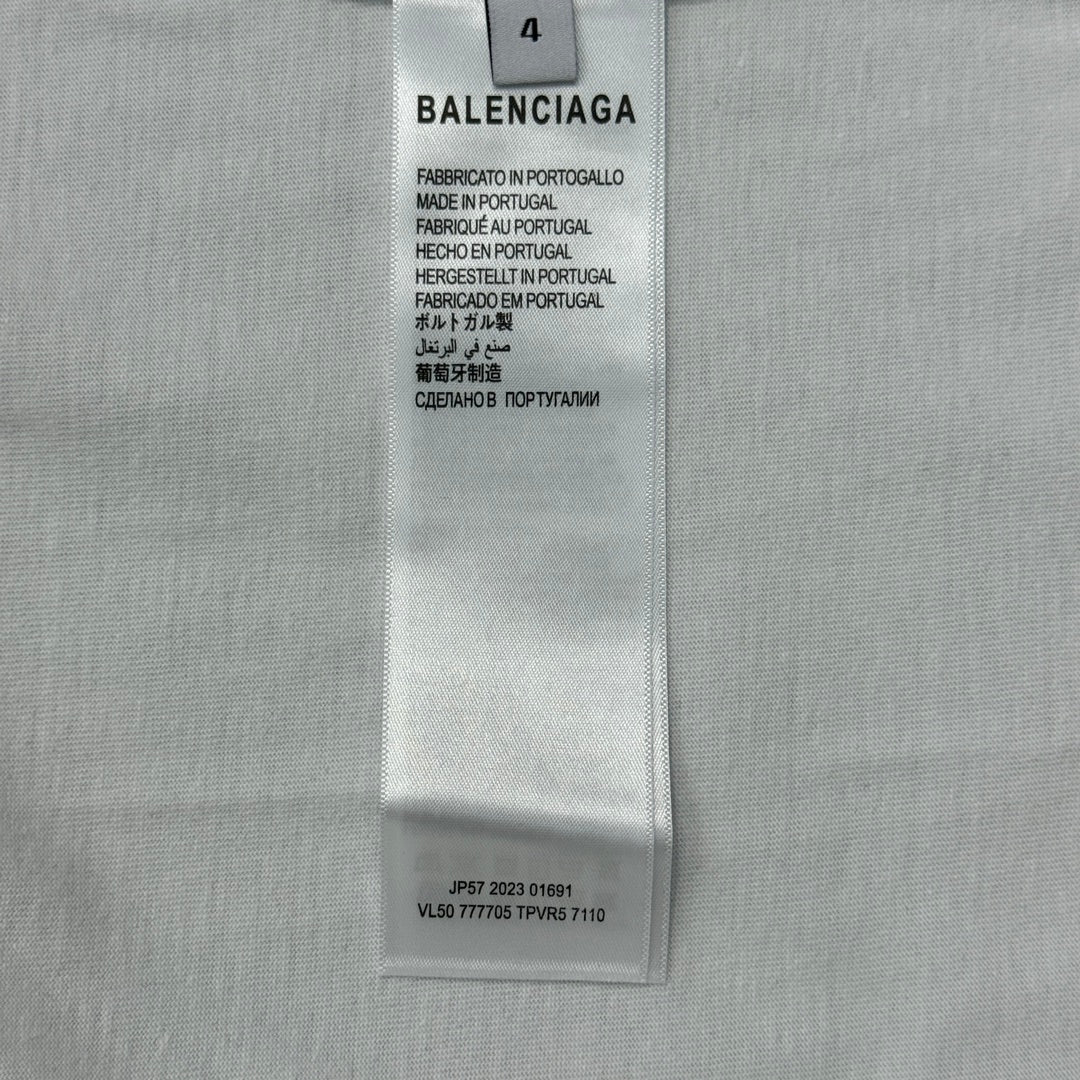 4
BALENCIAGA
FABBRICATO IN PORTOGALLO
MADE IN PORTUGAL
FABRIQUÉ AU PORTUGAL
HECHO EN PORTUGAL
HERGESTELLT IN PORTUGAL
FABRICADO EM PORTUGAL
ボルトガル製
صنع في البرتغال
葡萄牙制造
СДЕЛАНО В ПОРТУГАЛИИ
JP57 2023 01691
VL50 777705 TPVR5 7110